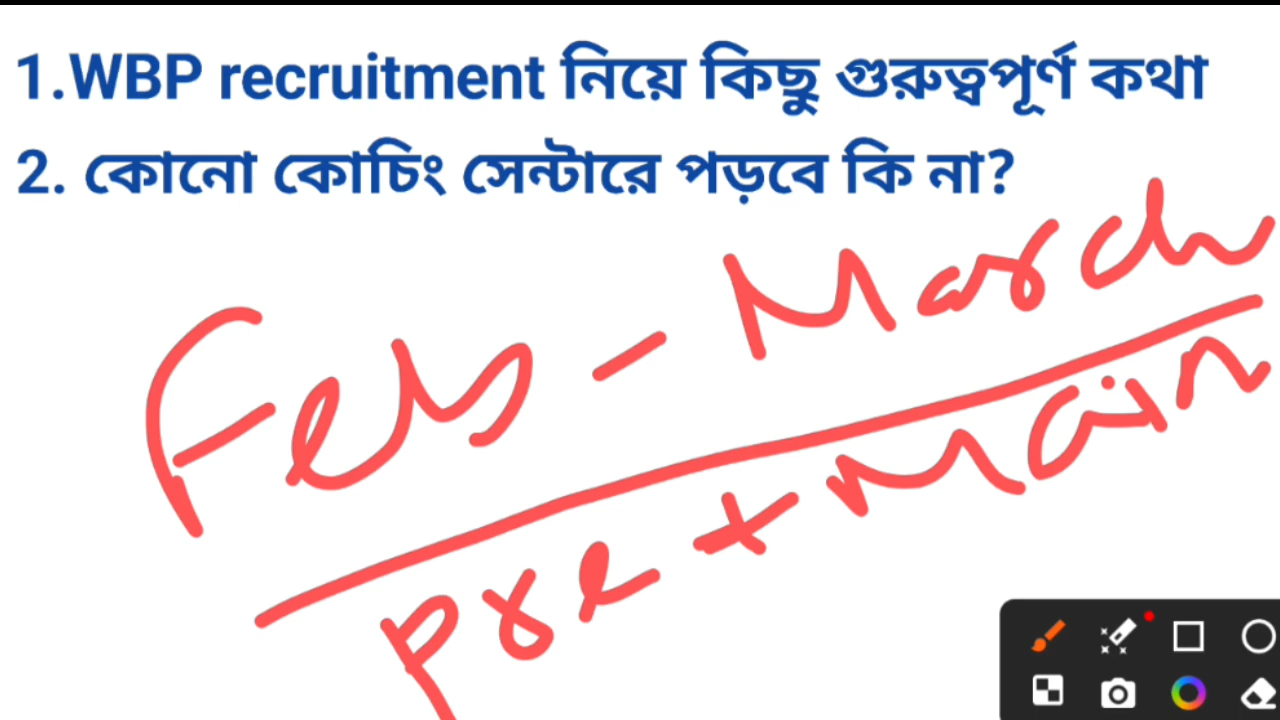 1.WBP recruitment নিয়ে কিছু গুরুত্বপূর্ণ কথা
2. কোনো কোচিং সেন্টারে পড়বে কি না?
Feb - March
Pre + Main